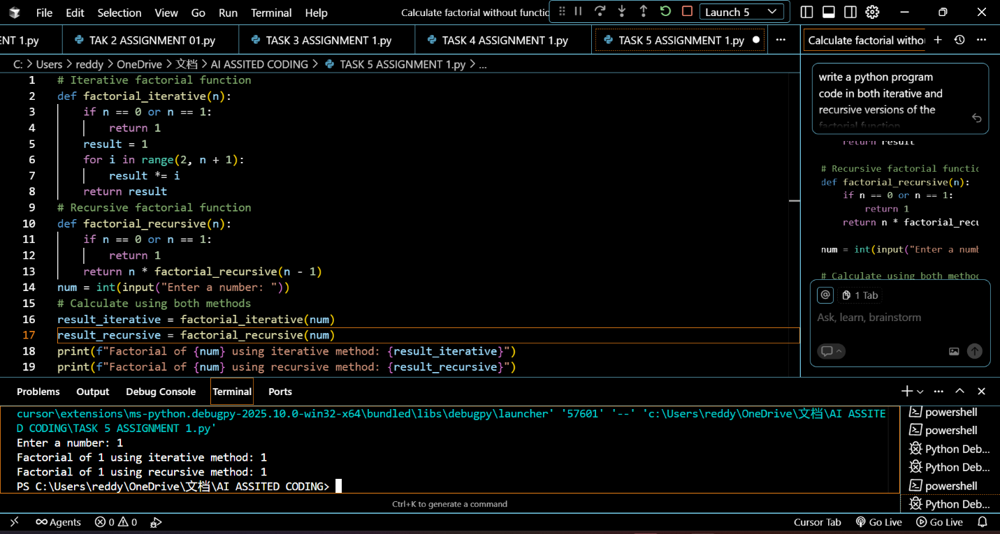 File Edit Selection View Go Run Terminal Help Calculate factorial without functio Launch 5
ENT 1.py TAK 2 ASSIGNMENT 01.py TASK 3 ASSIGNMENT 1.py TASK 4 ASSIGNMENT 1.py TASK 5 ASSIGNMENT 1.py ● ...
C: > Users > reddy > OneDrive > 文档 > AI ASSITED CODING > TASK 5 ASSIGNMENT 1.py > ...
1 # Iterative factorial function
2 def factorial_iterative(n):
3 if n == 0 or n == 1:
4 return 1
5 result = 1
6 for i in range(2, n + 1):
7 result *= i
8 return result
9 # Recursive factorial function
10 def factorial_recursive(n):
11 if n == 0 or n == 1:
12 return 1
13 return n * factorial_recursive(n - 1)
14 num = int(input("Enter a number: "))
15 # Calculate using both methods
16 result_iterative = factorial_iterative(num)
17 result_recursive = factorial_recursive(num)
18 print(f"Factorial of {num} using iterative method: {result_iterative}")
19 print(f"Factorial of {num} using recursive method: {result_recursive}")
Calculate factorial witho
write a python program
code in both iterative and
recursive versions of the
factorial function
return result
# Recursive factorial functio
def factorial_recursive(n):
if n == 0 or n == 1:
return 1
return n * factorial_recu
num = int(input("Enter a numb
# Calculate using both method
@ 1 Tab
Ask, learn, brainstorm
Problems Output Debug Console Terminal Ports
cursor\extensions\ms-python.debugpy-2025.10.0-win32-x64\bundled\libs\debugpy\launcher' '57601' '--' 'c:\Users\reddy\OneDrive\文档\AI ASSITE
D CODING\TASK 5 ASSIGNMENT 1.py'
Enter a number: 1
Factorial of 1 using iterative method: 1
Factorial of 1 using recursive method: 1
PS C:\Users\reddy\OneDrive\文档\AI ASSITED CODING>
Ctrl+K to generate a command
powershell
powershell
Python Deb...
Python Deb...
powershell
Python Deb...
Agents 0 0 Cursor Tab Go Live Go Live